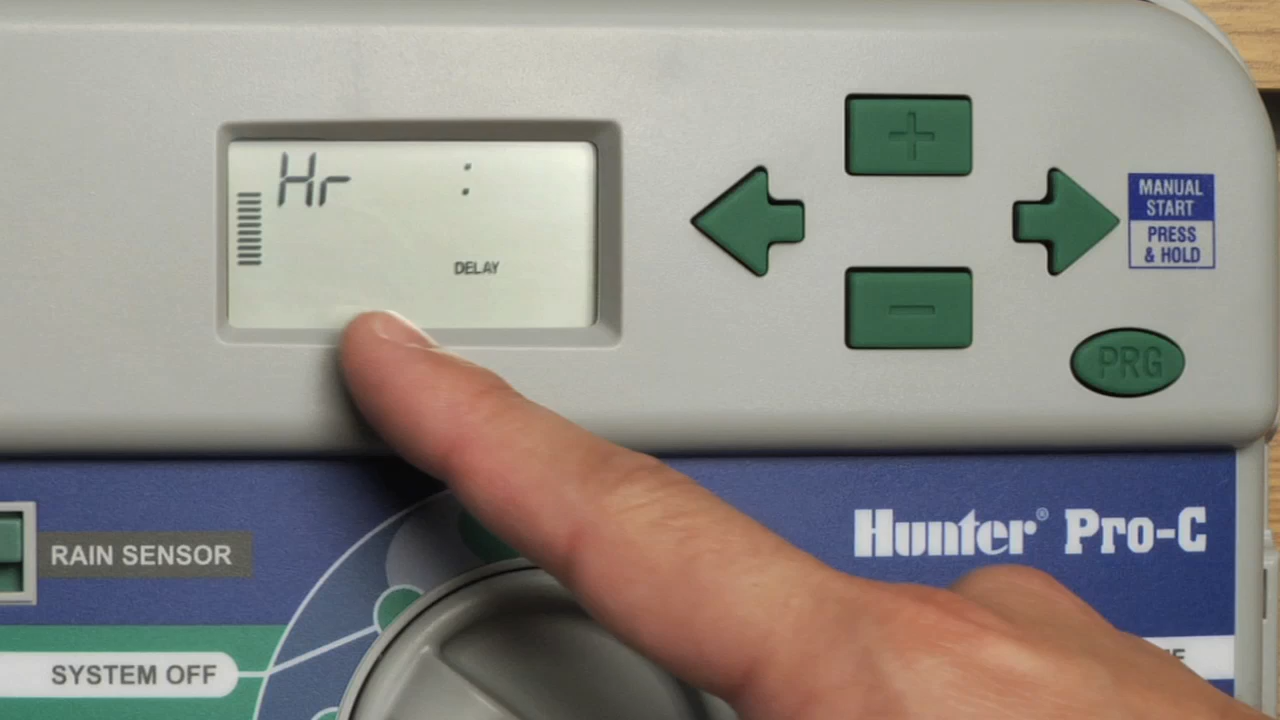 Hr :
DELAY
+
-
MANUAL
START
PRESS
& HOLD
PRG
Hunter® Pro-C
RAIN SENSOR
SYSTEM OFF